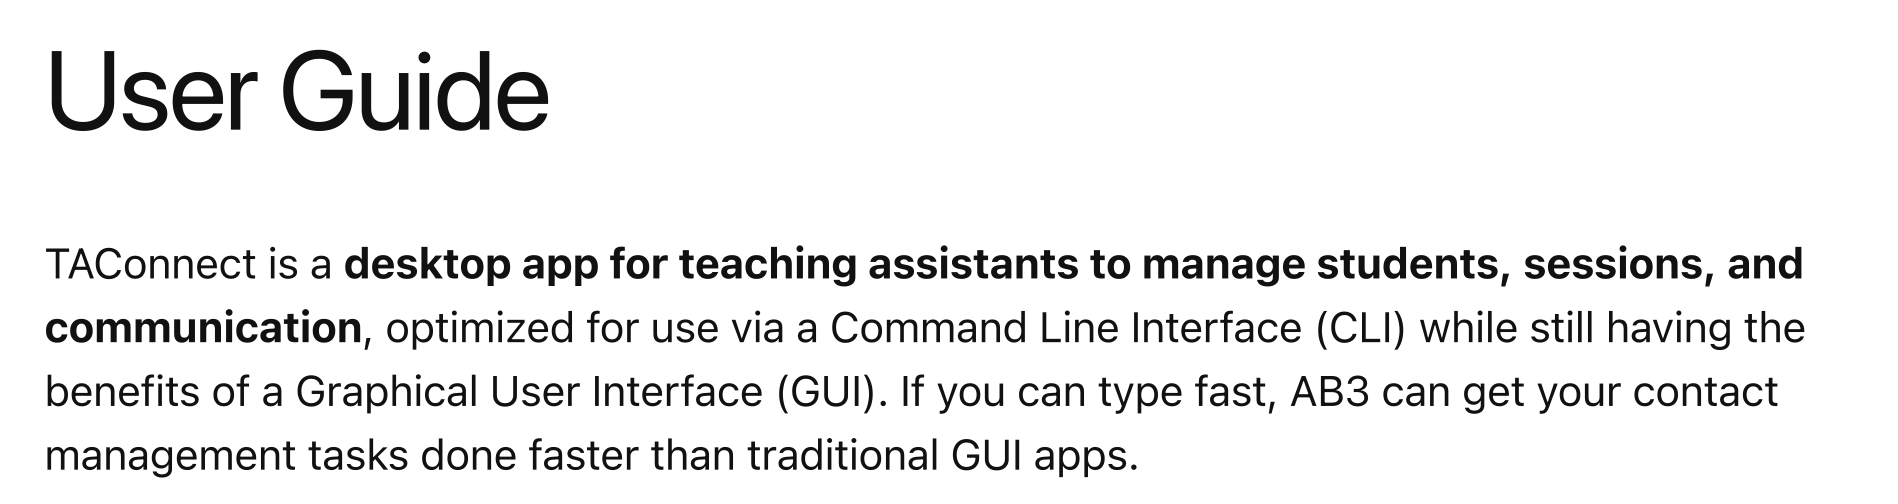 User Guide
TAConnect is a desktop app for teaching assistants to manage students, sessions, and
communication, optimized for use via a Command Line Interface (CLI) while still having the
benefits of a Graphical User Interface (GUI). If you can type fast, AB3 can get your contact
management tasks done faster than traditional GUI apps.